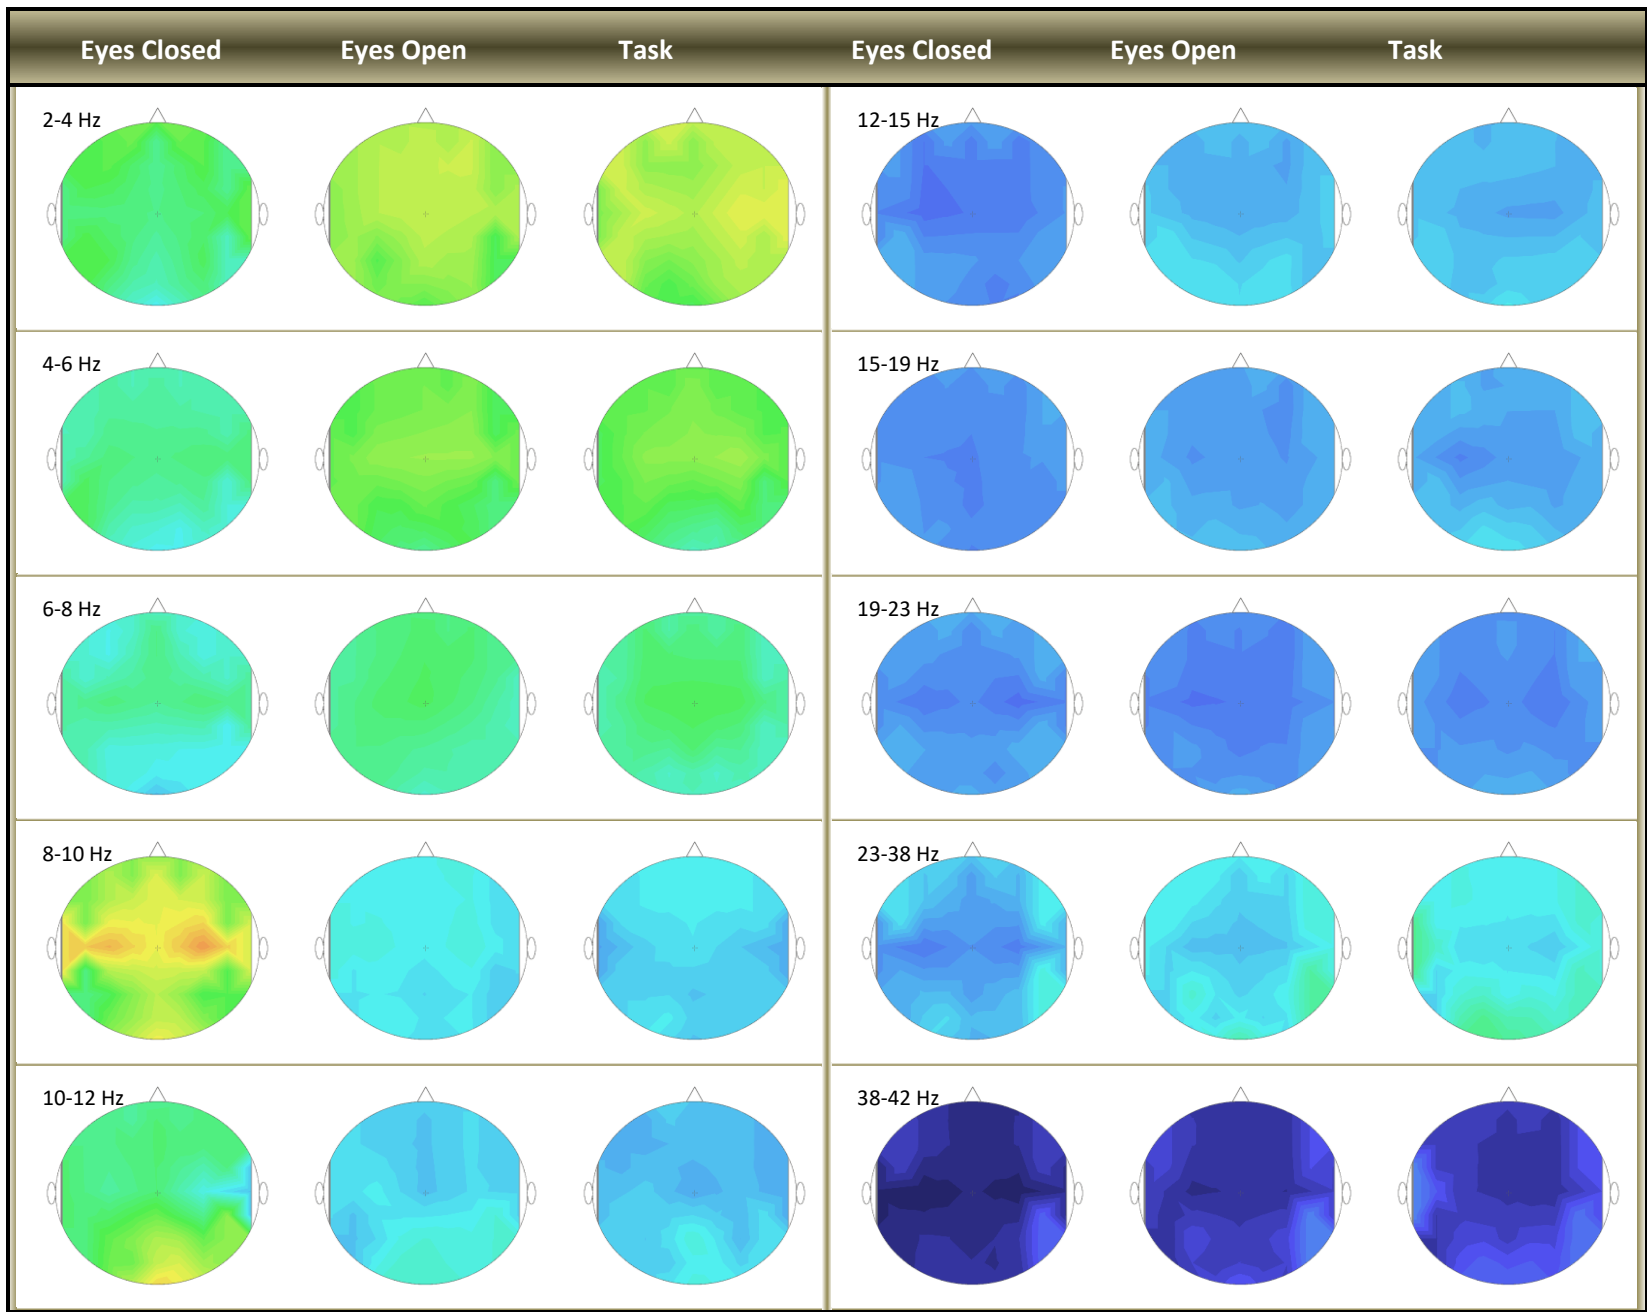 Eyes Closed Eyes Open Task Eyes Closed Eyes Open Task
2-4 Hz 12-15 Hz
4-6 Hz 15-19 Hz
6-8 Hz 19-23 Hz
8-10 Hz 23-38 Hz
10-12 Hz 38-42 Hz